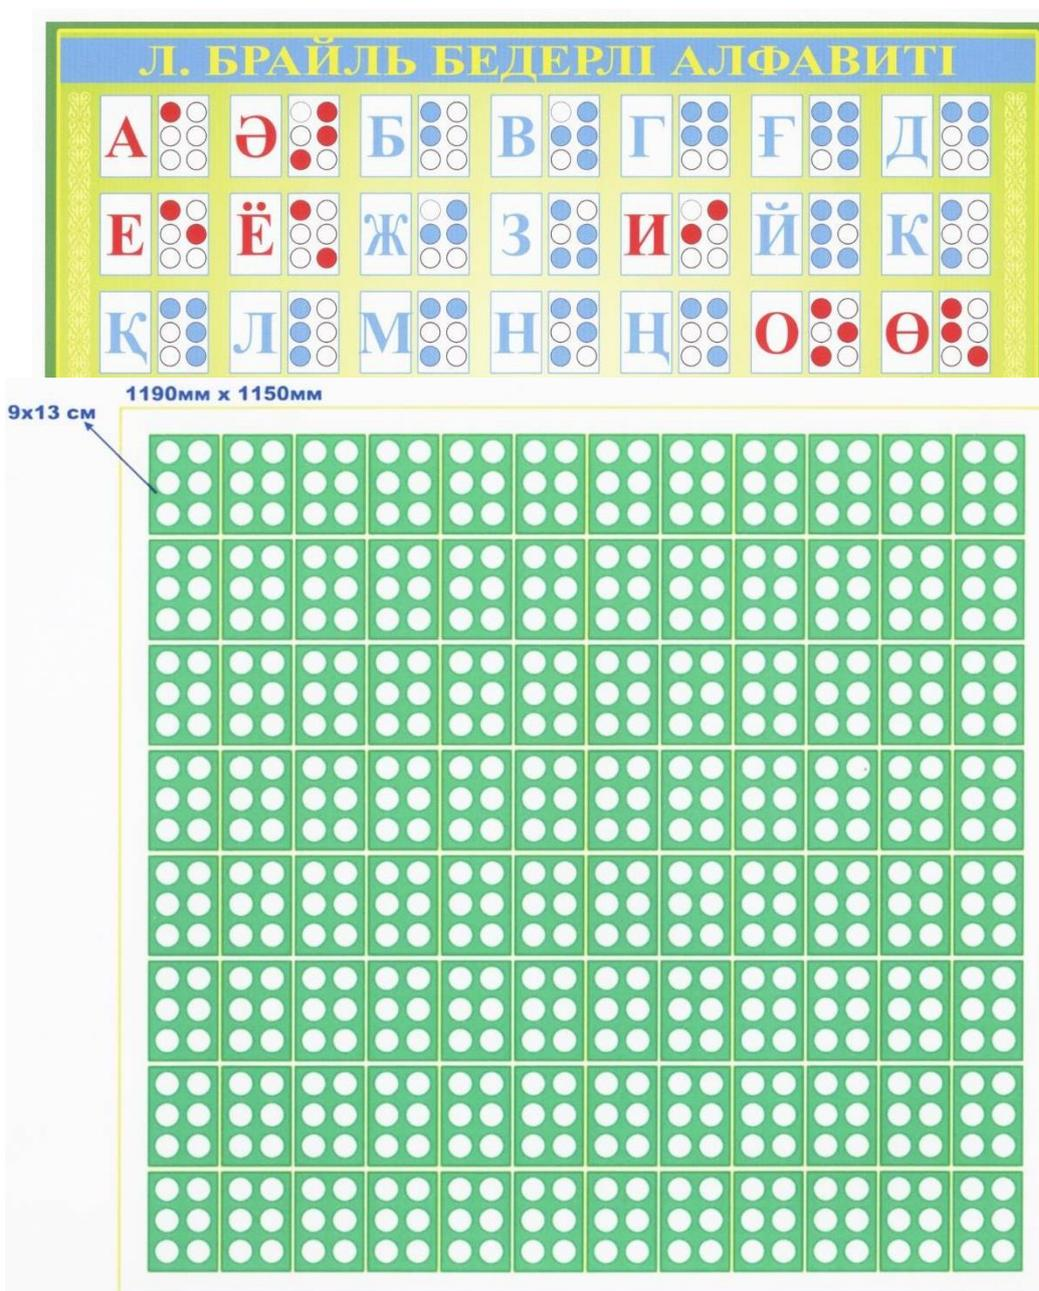 Л. БРАЙЛЬ БЕДЕРЛІ АЛФАВИТІ
А Ә Б В Г Ғ Д
Е Ё Ж З И Й К
Қ Л М Н Ң О Ө
1190мм x 1150мм
9x13 см